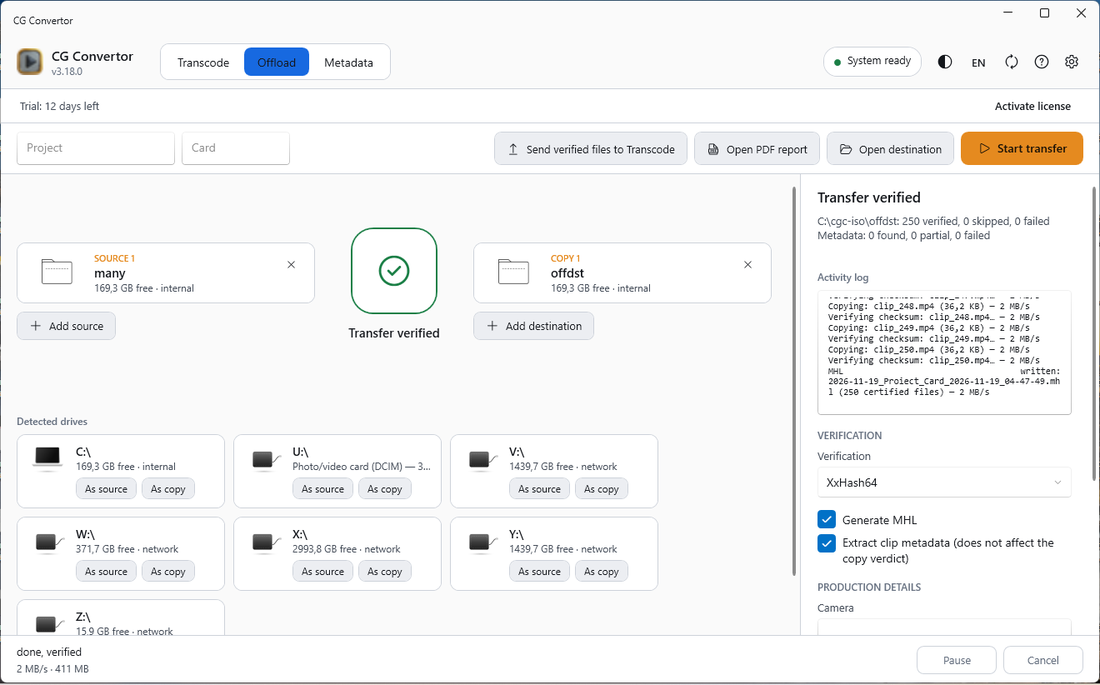 CG Convertor
CG Convertor
v3.18.0
Transcode
Offload
Metadata
System ready
EN
Trial: 12 days left
Activate license
Project
Card
Send verified files to Transcode
Open PDF report
Open destination
Start transfer
SOURCE 1
many
169,3 GB free · internal
Add source
Transfer verified
COPY 1
offdst
169,3 GB free · internal
Add destination
Detected drives
C:\
169,3 GB free · internal
As source
As copy
U:\
Photo/video card (DCIM) — 3...
As source
As copy
V:\
1439,7 GB free · network
As source
As copy
W:\
371,7 GB free · network
As source
As copy
X:\
2993,8 GB free · network
As source
As copy
Y:\
1439,7 GB free · network
As source
As copy
Z:\
15,9 GB free · network
Transfer verified
C:\cgc-iso\offdst: 250 verified, 0 skipped, 0 failed
Metadata: 0 found, 0 partial, 0 failed
Activity log
Copying: clip_248.mp4 (36,2 KB) — 2 MB/s
Verifying checksum: clip_248.mp4… — 2 MB/s
Copying: clip_249.mp4 (36,2 KB) — 2 MB/s
Verifying checksum: clip_249.mp4… — 2 MB/s
Copying: clip_250.mp4 (36,2 KB) — 2 MB/s
Verifying checksum: clip_250.mp4… — 2 MB/s
MHL written:
2026-11-19_Project_Card_2026-11-19_04-47-49.mh
l (250 certified files) — 2 MB/s
VERIFICATION
Verification
XxHash64
Generate MHL
Extract clip metadata (does not affect the
copy verdict)
PRODUCTION DETAILS
Camera
done, verified
2 MB/s · 411 MB
Pause
Cancel